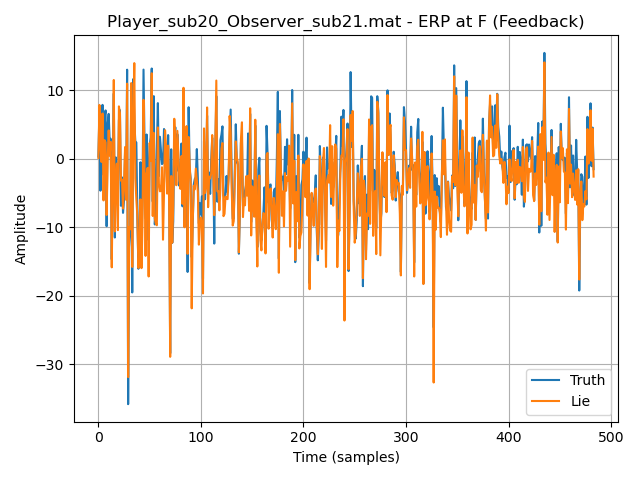 Player_sub20_Observer_sub21.mat - ERP at F (Feedback)
Amplitude
10
0
−10
−20
−30
0 100 200 300 400 500
Time (samples)
Truth
Lie